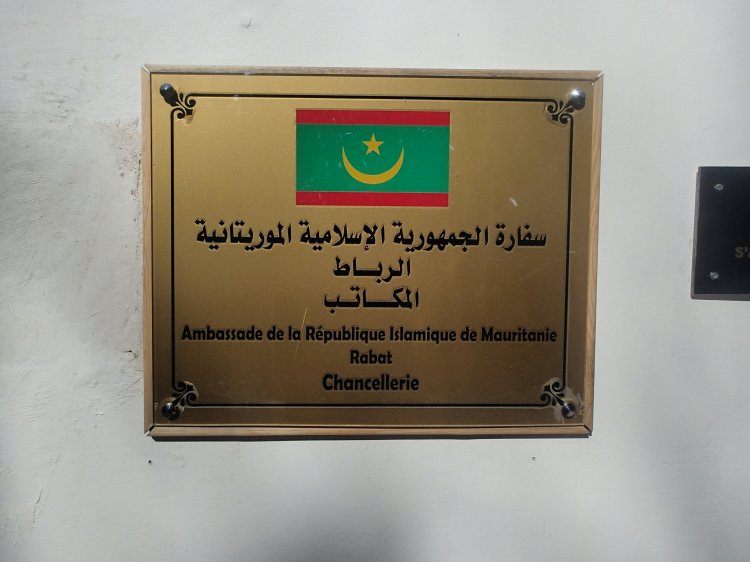 سفارة الجمهورية الإسلامية الموريتانية
الرباط
المكاتب
Ambassade de la République Islamique de Mauritanie
Rabat
Chancellerie